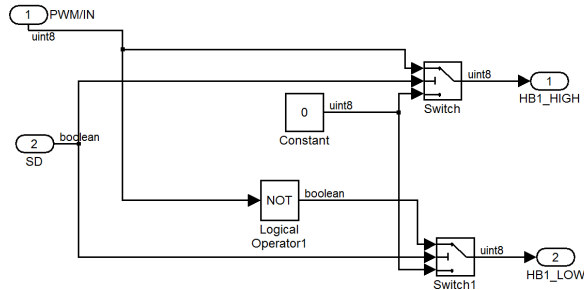 1
PWM/IN
uint8
uint8
1
HB1_HIGH
Switch
0
uint8
Constant
2
boolean
SD
NOT
boolean
Logical
Operator1
uint8
2
HB1_LOW
Switch1